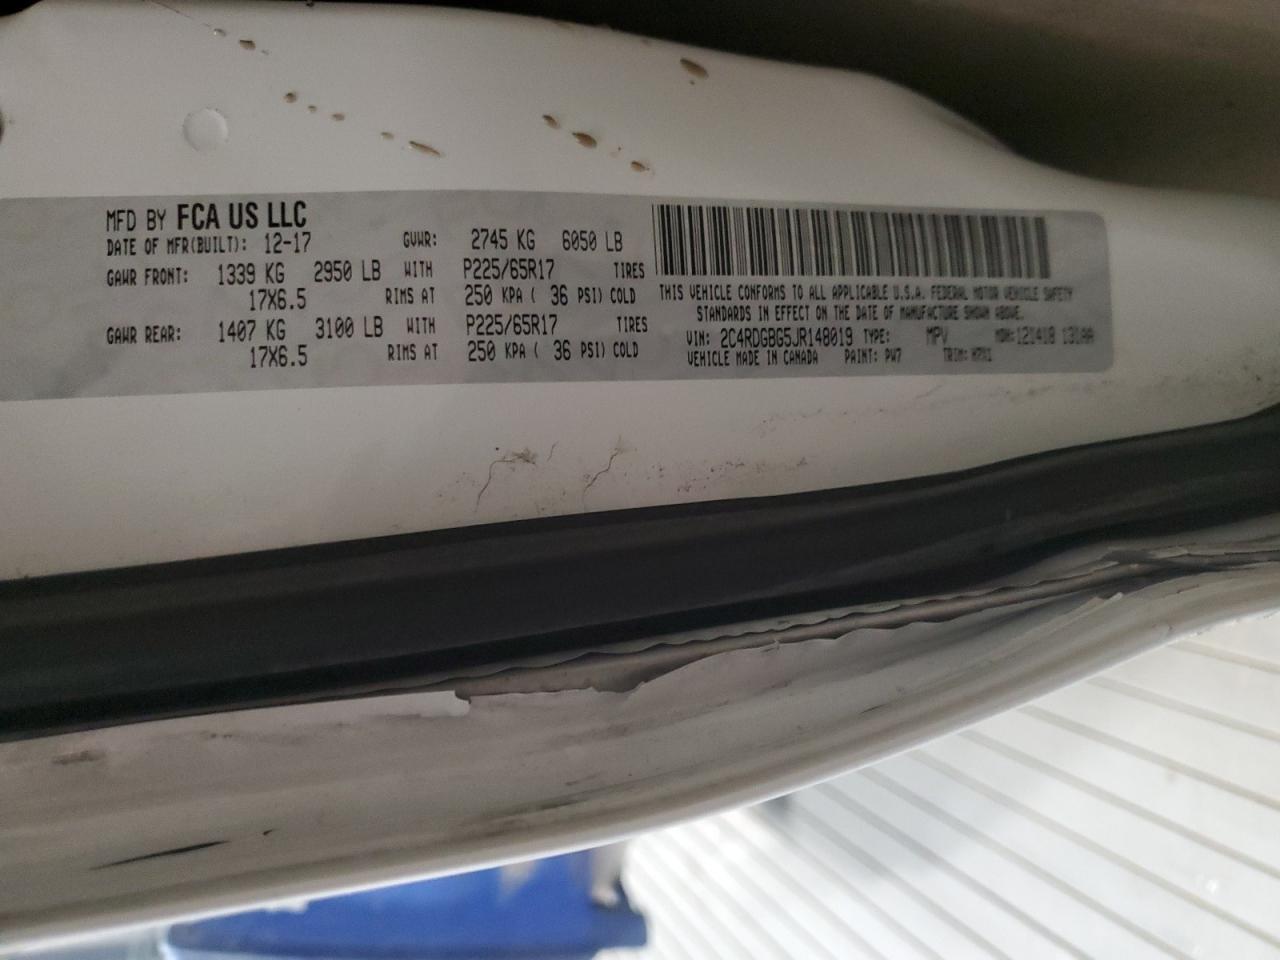 MFD BY FCA US LLC
DATE OF MFR(BUILT): 12-17 GVWR: 2745 KG 6050 LB
GAWR FRONT: 1339 KG 2950 LB WITH P225/65R17 TIRES
17X6.5 RIMS AT 250 KPA ( 36 PSI) COLD
GAWR REAR: 1407 KG 3100 LB WITH P225/65R17 TIRES
17X6.5 RIMS AT 250 KPA ( 36 PSI) COLD
THIS VEHICLE CONFORMS TO ALL APPLICABLE U.S.A. FEDERAL MOTOR VEHICLE SAFETY
STANDARDS IN EFFECT ON THE DATE OF MANUFACTURE SHOWN ABOVE.
VIN: 2C4RDGBG5JR148019 TYPE: MPV MDH: 121418
VEHICLE MADE IN CANADA PAINT: PW7 TRIM: